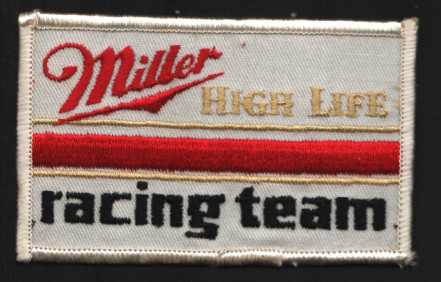 Miller
HIGH LIFE
racing team